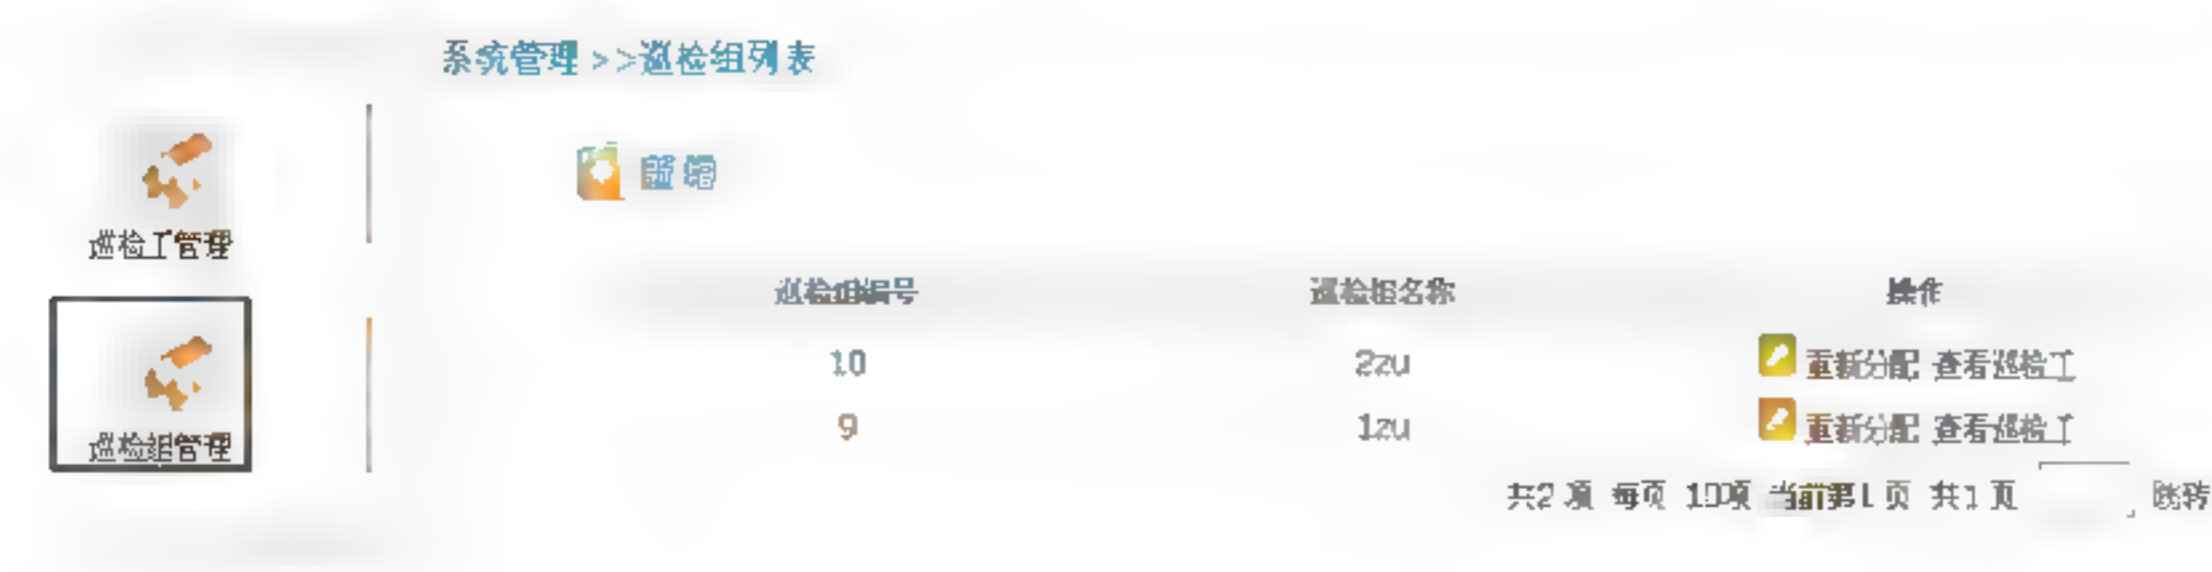 系统管理 >>巡检组列表
新增
巡检工管理
巡检组编号 巡检组名称 操作
10 2zu 重新分配 查看巡检工
9 1zu 重新分配 查看巡检工
巡检组管理
共2 项 每页 10项 当前第1 页 共1 页 跳转